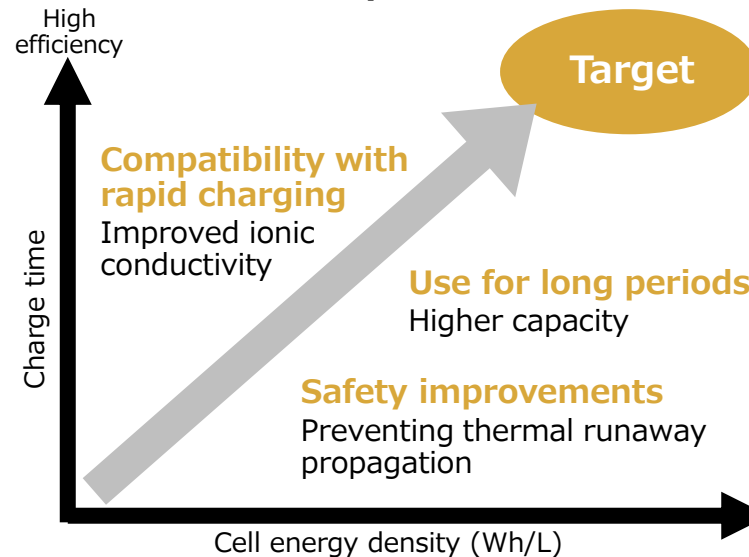 High
efficiency
Target
Compatibility with
rapid charging
Improved ionic
conductivity
Use for long periods
Higher capacity
Safety improvements
Preventing thermal runaway
propagation
Charge time
Cell energy density (Wh/L)